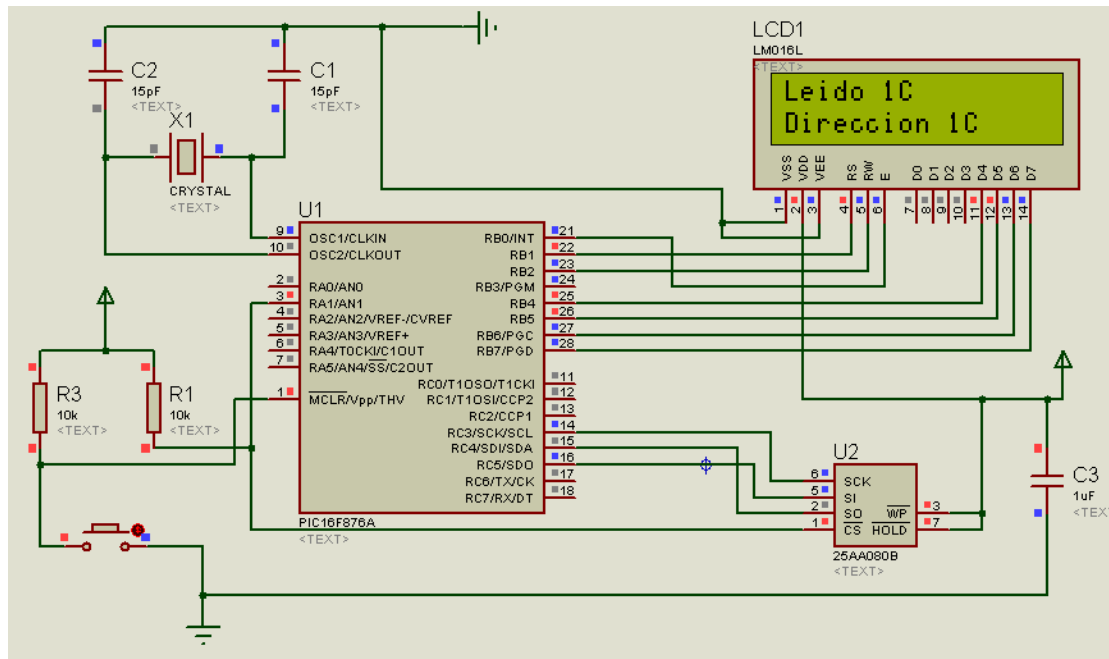 LCD1
LM016L
<TEXT>
Leido 1C
Direccion 1C
VSS
VDD
VEE
RS
RW
E
D0
D1
D2
D3
D4
D5
D6
D7
1
2
3
4
5
6
7
8
9
10
11
12
13
14
C2
15pF
<TEXT>
C1
15pF
<TEXT>
X1
CRYSTAL
<TEXT>
U1
9 OSC1/CLKIN
10 OSC2/CLKOUT
2 RA0/AN0
3 RA1/AN1
4 RA2/AN2/VREF-/CVREF
5 RA3/AN3/VREF+
6 RA4/T0CKI/C1OUT
7 RA5/AN4/SS/C2OUT
1 MCLR/Vpp/THV
RB0/INT 21
RB1 22
RB2 23
RB3/PGM 24
RB4 25
RB5 26
RB6/PGC 27
RB7/PGD 28
RC0/T1OSO/T1CKI 11
RC1/T1OSI/CCP2 12
RC2/CCP1 13
RC3/SCK/SCL 14
RC4/SDI/SDA 15
RC5/SDO 16
RC6/TX/CK 17
RC7/RX/DT 18
PIC16F876A
<TEXT>
R3
10k
<TEXT>
R1
10k
<TEXT>
U2
6 SCK
5 SI
2 SO
1 CS
WP 3
HOLD 7
25AA080B
<TEXT>
C3
1uF
<TEXT